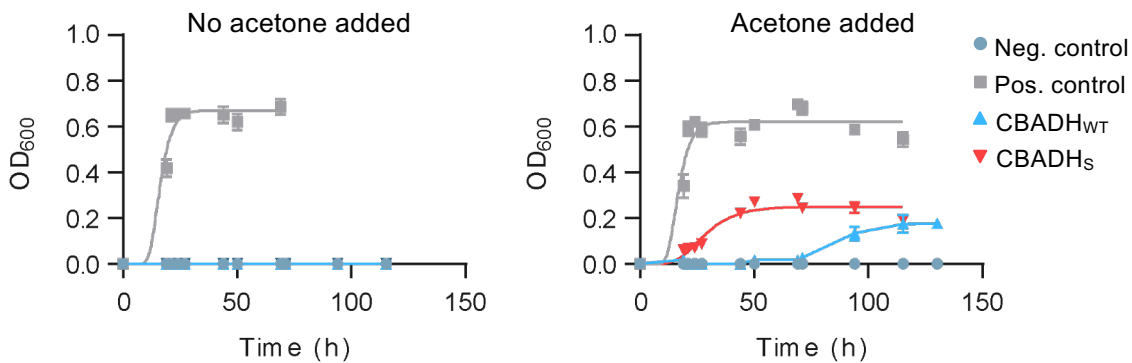 No acetone added
1.0
0.8
0.6
0.4
0.2
0.0
OD600
0
50
100
150
Time (h)
Acetone added
1.0
0.8
0.6
0.4
0.2
0.0
OD600
0
50
100
150
Time (h)
Neg. control
Pos. control
CBADHWT
CBADHS